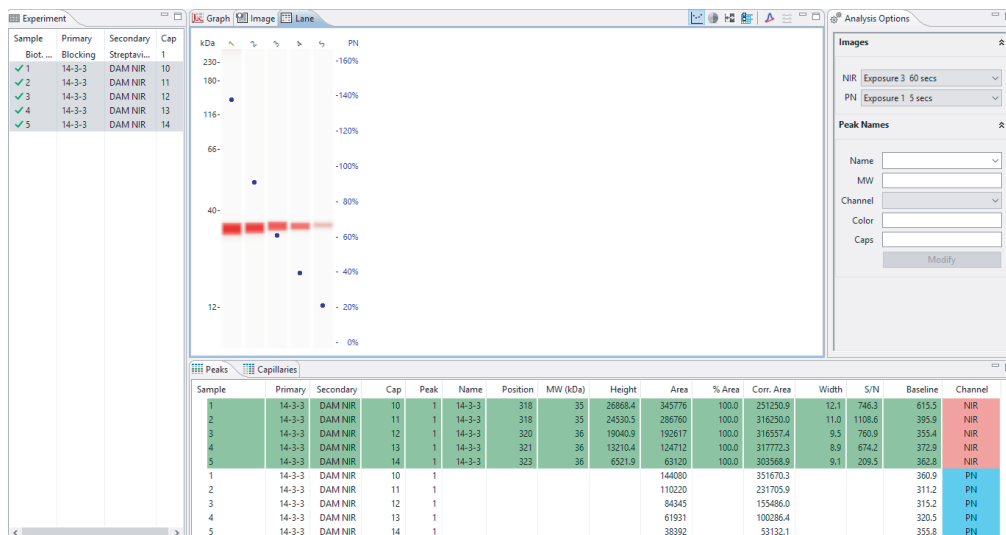 Experiment
Sample Primary Secondary Cap
Biot. ... Blocking Streptavi... 1
1 14-3-3 DAM NIR 10
2 14-3-3 DAM NIR 11
3 14-3-3 DAM NIR 12
4 14-3-3 DAM NIR 13
5 14-3-3 DAM NIR 14
Graph Image Lane
kDa 1 2 3 4 5 PN
230- -160%
180-
-140%
116-
-120%
66-
-100%
- 80%
40-
- 60%
- 40%
12- - 20%
- 0%
Analysis Options
Images
NIR Exposure 3 60 secs
PN Exposure 1 5 secs
Peak Names
Name
MW
Channel
Color
Caps
Modify
Peaks Capillaries
Sample Primary Secondary Cap Peak Name Position MW (kDa) Height Area % Area Corr. Area Width S/N Baseline Channel
1 14-3-3 DAM NIR 10 1 14-3-3 318 35 26868.4 345776 100.0 251250.9 12.1 746.3 615.5 NIR
2 14-3-3 DAM NIR 11 1 14-3-3 318 35 24530.5 286760 100.0 316250.0 11.0 1108.6 395.9 NIR
3 14-3-3 DAM NIR 12 1 14-3-3 320 36 19040.9 192617 100.0 316557.4 9.5 760.9 355.4 NIR
4 14-3-3 DAM NIR 13 1 14-3-3 321 36 13210.4 124712 100.0 317772.3 8.9 674.2 372.9 NIR
5 14-3-3 DAM NIR 14 1 14-3-3 323 36 6521.9 63120 100.0 303568.9 9.1 209.5 362.8 NIR
1 14-3-3 DAM NIR 10 1 144080 351670.3 360.9 PN
2 14-3-3 DAM NIR 11 1 110220 231705.9 311.2 PN
3 14-3-3 DAM NIR 12 1 84345 155486.0 315.2 PN
4 14-3-3 DAM NIR 13 1 61931 100286.4 320.5 PN
5 14-3-3 DAM NIR 14 1 38392 53132.1 355.8 PN